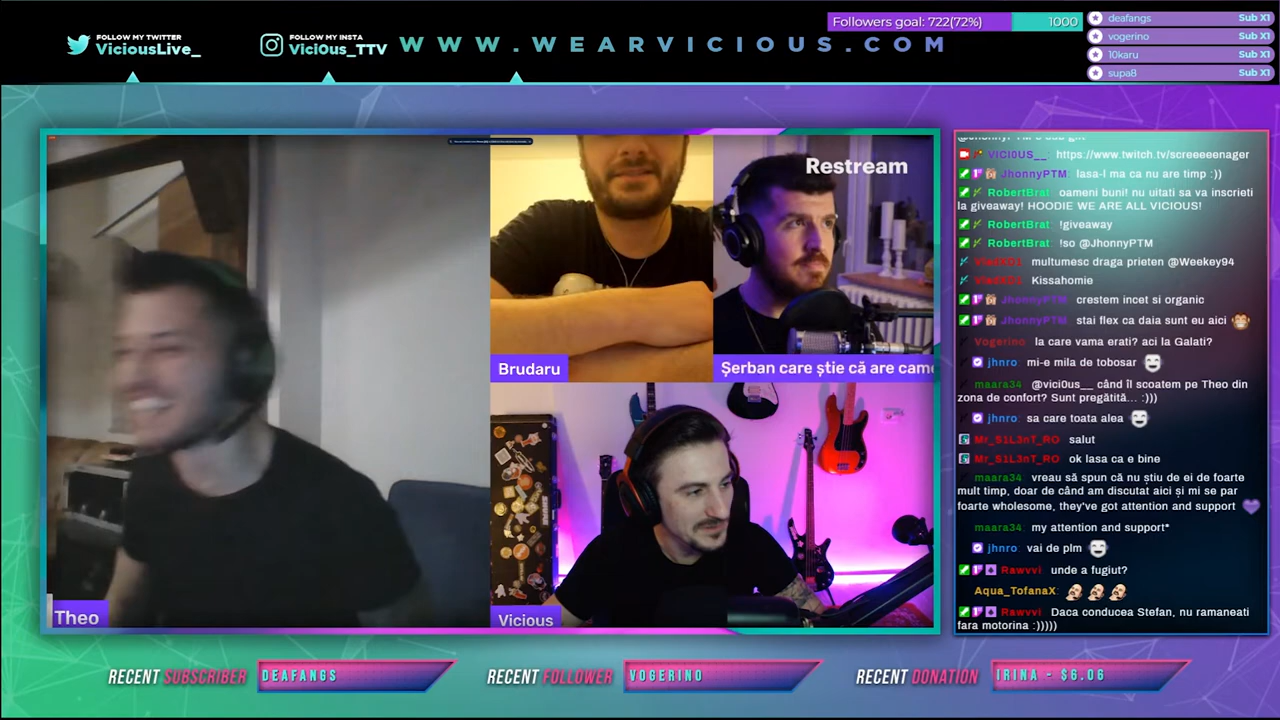 FOLLOW MY TWITTER
ViciousLive_
FOLLOW MY INSTA
Vici0us_TTV
WWW.WEARVICIOUS.COM
Followers goal: 722(72%)
1000
deafangs Sub X1
vogerino Sub X1
10karu Sub X1
supa8 Sub X1
Restream
Brudaru
Șerban care știe că are came
Theo
Vicious
VICI0US__: https://www.twitch.tv/screeeeenager
JhonnyPTM: lasa-l ma ca nu are timp :))
RobertBrat: oameni buni! nu uitati sa va inscrieti
la giveaway! HOODIE WE ARE ALL VICIOUS!
RobertBrat: !giveaway
RobertBrat: !so @JhonnyPTM
multumesc draga prieten @Weekey94
Kissahomie
JhonnyPTM: crestem incet si organic
JhonnyPTM: stai flex ca daia sunt eu aici
Vogerino: la care vama erati? aci la Galati?
jhnro: mi-e mila de tobosar
maara34: @vici0us__ când îl scoatem pe Theo din
zona de confort? Sunt pregătită... :)))
jhnro: sa care toata alea
Mr_S1L3nT_RO: salut
Mr_S1L3nT_RO: ok lasa ca e bine
maara34: vreau să spun că nu știu de ei de foarte
mult timp, doar de când am discutat aici și mi se par
foarte wholesome, they've got attention and support
maara34: my attention and support*
jhnro: vai de plm
Rawvvi: unde a fugiut?
Aqua_TofanaX:
Rawvvi: Daca conducea Stefan, nu ramaneati
fara motorina :)))))
RECENT SUBSCRIBER DEAFANGS
RECENT FOLLOWER VOGERINO
RECENT DONATION IRINA - $6.06